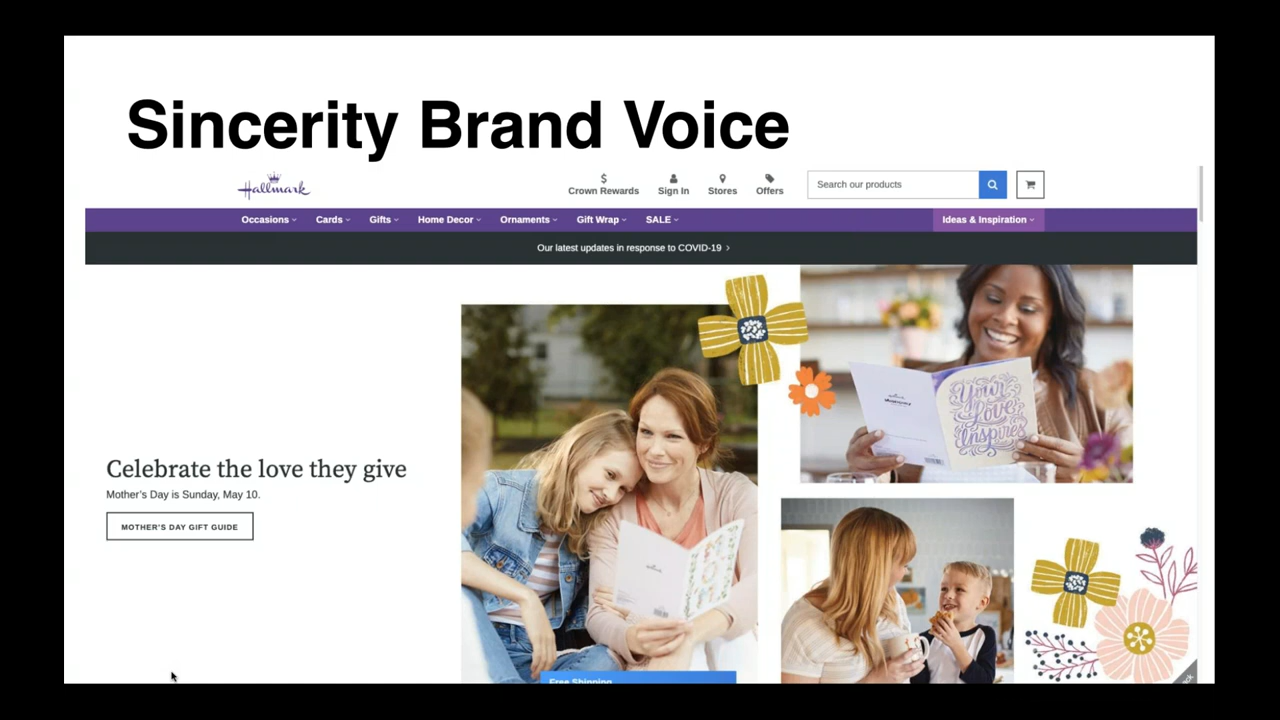 Sincerity Brand Voice
Hallmark
Crown Rewards Sign In Stores Offers
Search our products
Occasions Cards Gifts Home Decor Ornaments Gift Wrap SALE Ideas & Inspiration
Our latest updates in response to COVID-19
Celebrate the love they give
Mother's Day is Sunday, May 10.
MOTHER'S DAY GIFT GUIDE
Your
Love
Inspires
Free Shipping